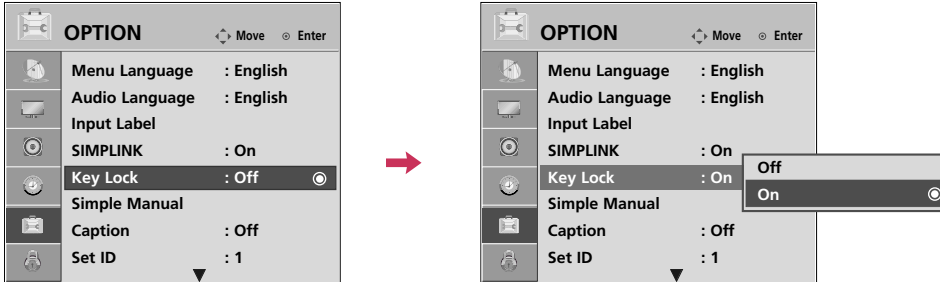 OPTION Move Enter
Menu Language : English
Audio Language : English
Input Label
SIMPLINK : On
Key Lock : Off
Simple Manual
Caption : Off
Set ID : 1
OPTION Move Enter
Menu Language : English
Audio Language : English
Input Label
SIMPLINK : On
Key Lock : On
Simple Manual
Caption : Off
Set ID : 1
Off
On